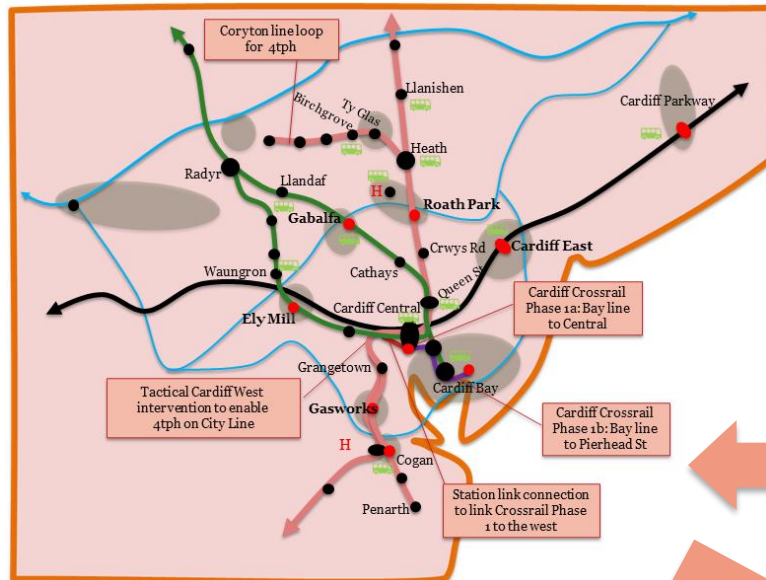 Coryton line loop
for 4tph
Llanishen
Birchgrove
Ty Glas
Cardiff Parkway
Heath
Radyr
Llandaf
H
Roath Park
Gabalfa
Crwys Rd
Cardiff East
Waungron
Cathays
Queen St
Cardiff Central
Ely Mill
Cardiff Crossrail
Phase 1a: Bay line
to Central
Grangetown
Cardiff Bay
Tactical Cardiff West
intervention to enable
4tph on City Line
Gasworks
Cardiff Crossrail
Phase 1b: Bay line
to Pierhead St
H
Cogan
Penarth
Station link connection
to link Crossrail Phase
1 to the west